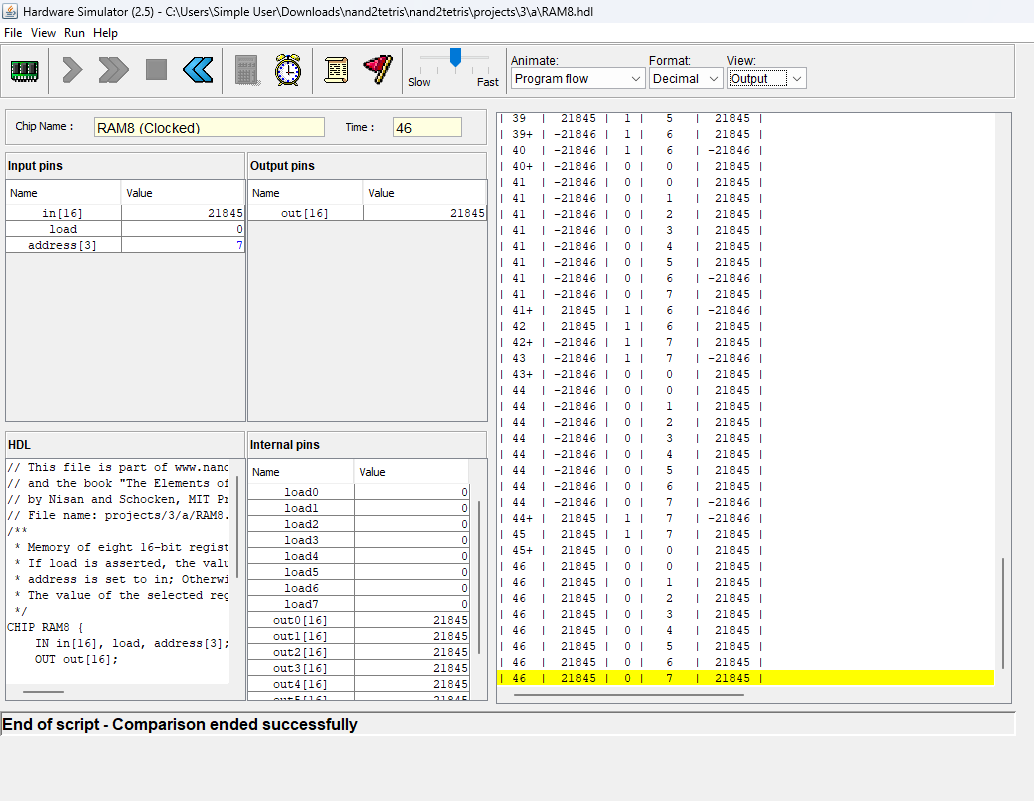 Hardware Simulator (2.5) - C:\Users\Simple User\Downloads\nand2tetris\nand2tetris\projects\3\a\RAM8.hdl
File View Run Help
Slow Fast
Animate: Format: View:
Program flow Decimal Output
Chip Name : RAM8 (Clocked) Time : 46
Input pins
Name Value
in[16] 21845
load 0
address[3] 7
Output pins
Name Value
out[16] 21845
HDL
// This file is part of www.nand
// and the book "The Elements of
// by Nisan and Schocken, MIT Pr
// File name: projects/3/a/RAM8.
/**
* Memory of eight 16-bit regist
* If load is asserted, the valu
* address is set to in; Otherwi
* The value of the selected reg
*/
CHIP RAM8 {
IN in[16], load, address[3];
OUT out[16];
Internal pins
Name Value
load0 0
load1 0
load2 0
load3 0
load4 0
load5 0
load6 0
load7 0
out0[16] 21845
out1[16] 21845
out2[16] 21845
out3[16] 21845
out4[16] 21845
out5[16] 21845
| 39 | 21845 | 1 | 5 | 21845 |
| 39+ | -21846 | 1 | 6 | 21845 |
| 40 | -21846 | 1 | 6 | -21846 |
| 40+ | -21846 | 0 | 0 | 21845 |
| 41 | -21846 | 0 | 0 | 21845 |
| 41 | -21846 | 0 | 1 | 21845 |
| 41 | -21846 | 0 | 2 | 21845 |
| 41 | -21846 | 0 | 3 | 21845 |
| 41 | -21846 | 0 | 4 | 21845 |
| 41 | -21846 | 0 | 5 | 21845 |
| 41 | -21846 | 0 | 6 | -21846 |
| 41 | -21846 | 0 | 7 | 21845 |
| 41+ | 21845 | 1 | 6 | -21846 |
| 42 | 21845 | 1 | 6 | 21845 |
| 42+ | -21846 | 1 | 7 | 21845 |
| 43 | -21846 | 1 | 7 | -21846 |
| 43+ | -21846 | 0 | 0 | 21845 |
| 44 | -21846 | 0 | 0 | 21845 |
| 44 | -21846 | 0 | 1 | 21845 |
| 44 | -21846 | 0 | 2 | 21845 |
| 44 | -21846 | 0 | 3 | 21845 |
| 44 | -21846 | 0 | 4 | 21845 |
| 44 | -21846 | 0 | 5 | 21845 |
| 44 | -21846 | 0 | 6 | 21845 |
| 44 | -21846 | 0 | 7 | -21846 |
| 44+ | 21845 | 1 | 7 | -21846 |
| 45 | 21845 | 1 | 7 | 21845 |
| 45+ | 21845 | 0 | 0 | 21845 |
| 46 | 21845 | 0 | 0 | 21845 |
| 46 | 21845 | 0 | 1 | 21845 |
| 46 | 21845 | 0 | 2 | 21845 |
| 46 | 21845 | 0 | 3 | 21845 |
| 46 | 21845 | 0 | 4 | 21845 |
| 46 | 21845 | 0 | 5 | 21845 |
| 46 | 21845 | 0 | 6 | 21845 |
| 46 | 21845 | 0 | 7 | 21845 |
End of script - Comparison ended successfully